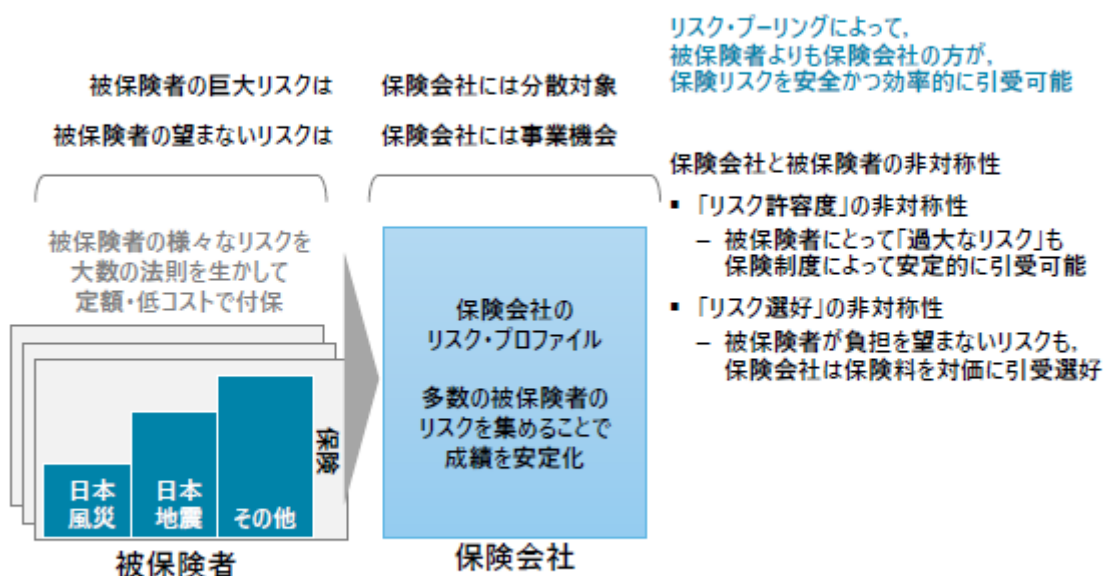 リスク・プーリングによって,
被保険者よりも保険会社の方が,
保険リスクを安全かつ効率的に引受可能
被保険者の巨大リスクは
保険会社には分散対象
被保険者の望まないリスクは
保険会社には事業機会
被保険者の様々なリスクを
大数の法則を生かして
定額・低コストで付保
日本
風災
日本
地震
その他
保険
被保険者
保険会社の
リスク・プロファイル
多数の被保険者の
リスクを集めることで
成績を安定化
保険会社
保険会社と被保険者の非対称性
▪ 「リスク許容度」の非対称性
– 被保険者にとって「過大なリスク」も
保険制度によって安定的に引受可能
▪ 「リスク選好」の非対称性
– 被保険者が負担を望まないリスクも,
保険会社は保険料を対価に引受選好